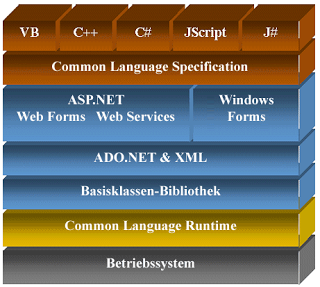 VB C++ C# JScript J#
Common Language Specification
ASP.NET Windows
Web Forms Web Services Forms
ADO.NET & XML
Basisklassen-Bibliothek
Common Language Runtime
Betriebssystem